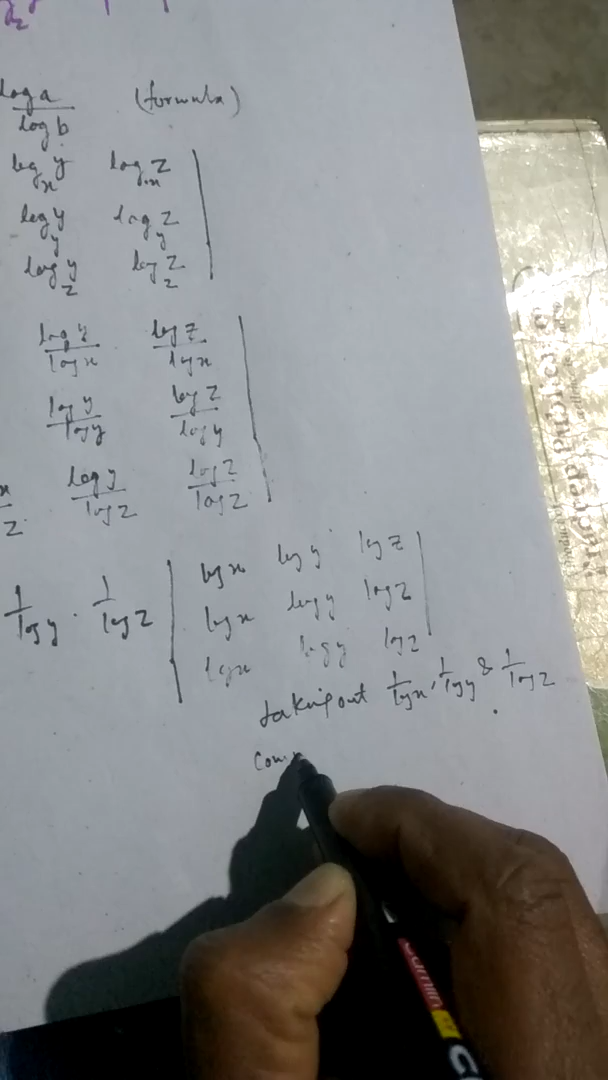 log a / log b (formula)
log_x y log_x z
log_y y log_y z
log_z y log_z z
log y / log x log z / log x
log y / log y log z / log y
x / z log y / log z log z / log z
1 / log y · 1 / log z | log x log y log z |
log x log y log z
log x log y log z
taking out 1/log x, 1/log y & 1/log z
Com